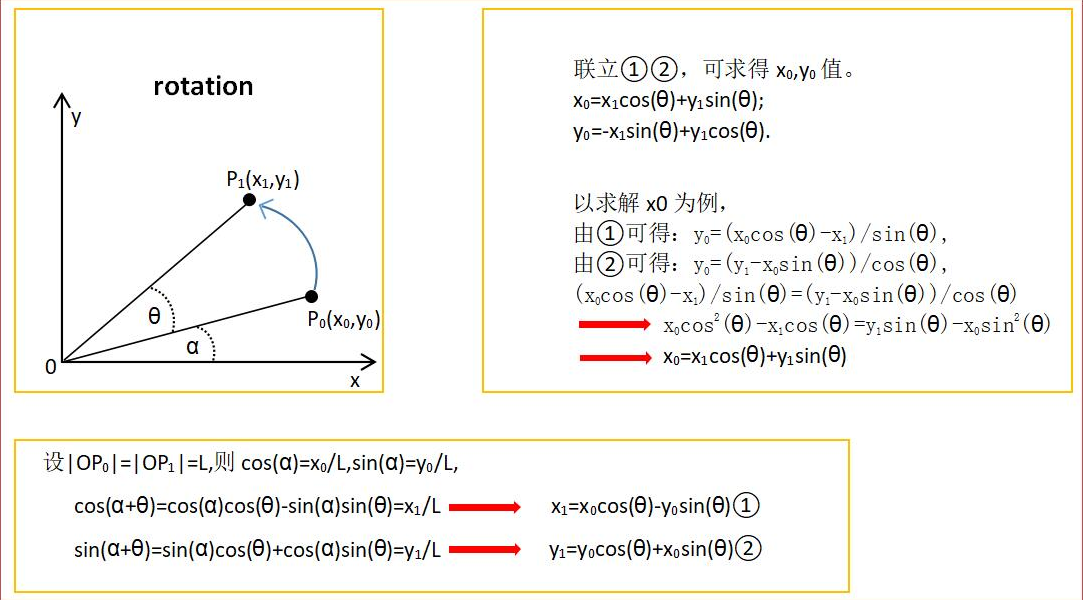 rotation
y
P₁(x₁,y₁)
θ
P₀(x₀,y₀)
α
0
x
联立①②，可求得 x₀,y₀ 值。
x₀=x₁cos(θ)+y₁sin(θ);
y₀=-x₁sin(θ)+y₁cos(θ).
以求解 x0 为例，
由①可得：y₀=(x₀cos(θ)-x₁)/sin(θ),
由②可得：y₀=(y₁-x₀sin(θ))/cos(θ),
(x₀cos(θ)-x₁)/sin(θ)=(y₁-x₀sin(θ))/cos(θ)
x₀cos²(θ)-x₁cos(θ)=y₁sin(θ)-x₀sin²(θ)
x₀=x₁cos(θ)+y₁sin(θ)
设|OP₀|=|OP₁|=L,则 cos(α)=x₀/L,sin(α)=y₀/L,
cos(α+θ)=cos(α)cos(θ)-sin(α)sin(θ)=x₁/L x₁=x₀cos(θ)-y₀sin(θ)①
sin(α+θ)=sin(α)cos(θ)+cos(α)sin(θ)=y₁/L y₁=y₀cos(θ)+x₀sin(θ)②